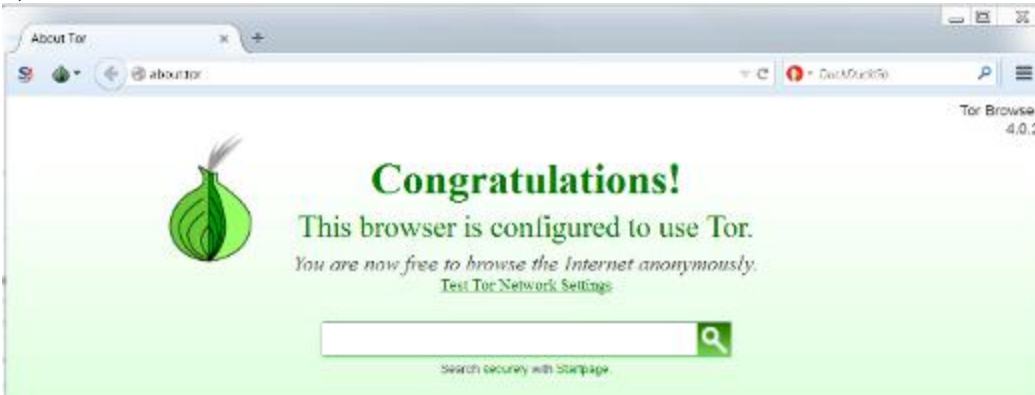 About Tor
about:tor
DuckDuckGo
Tor Browser
4.0.2
Congratulations!
This browser is configured to use Tor.
You are now free to browse the Internet anonymously.
Test Tor Network Settings
Search securely with Startpage.